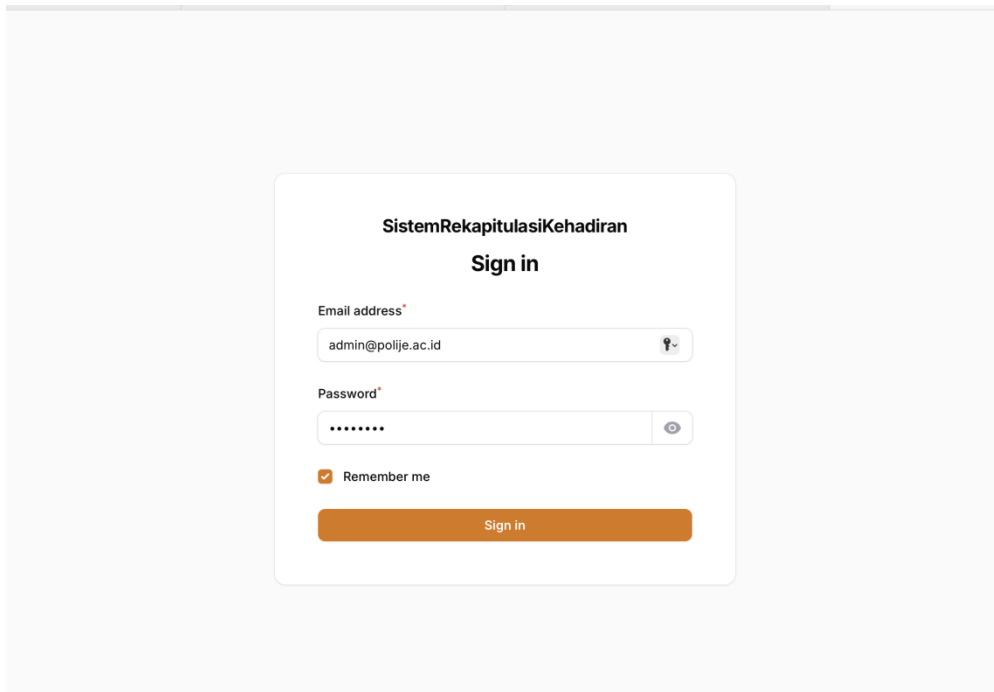 SistemRekapitulasiKehadiran
Sign in
Email address*
admin@polije.ac.id
Password*
••••••••
Remember me
Sign in